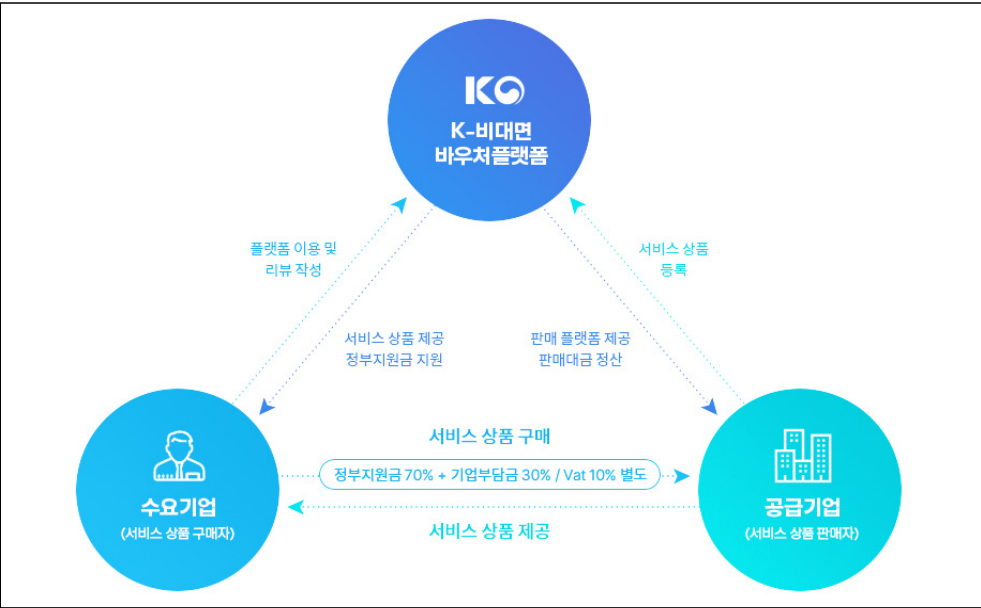 K
K-비대면
바우처플랫폼
플랫폼 이용 및
리뷰 작성
서비스 상품
등록
서비스 상품 제공
정부지원금 지원
판매 플랫폼 제공
판매대금 정산
서비스 상품 구매
정부지원금 70% + 기업부담금 30% / Vat 10% 별도
수요기업
(서비스 상품 구매자)
공급기업
(서비스 상품 판매자)
서비스 상품 제공